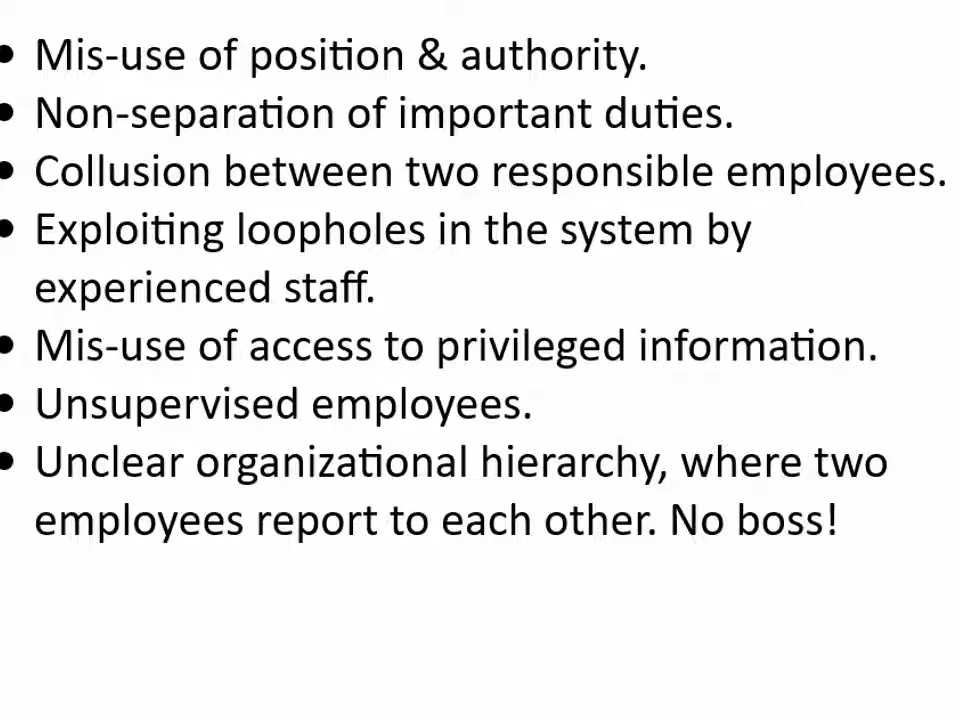 • Mis-use of position & authority.
• Non-separation of important duties.
• Collusion between two responsible employees.
• Exploiting loopholes in the system by
experienced staff.
• Mis-use of access to privileged information.
• Unsupervised employees.
• Unclear organizational hierarchy, where two
employees report to each other. No boss!